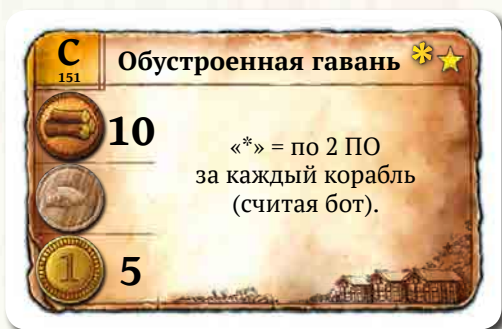 C
151
Обустроенная гавань *
10
«*» = по 2 ПО
за каждый корабль
(считая бот).
1
5